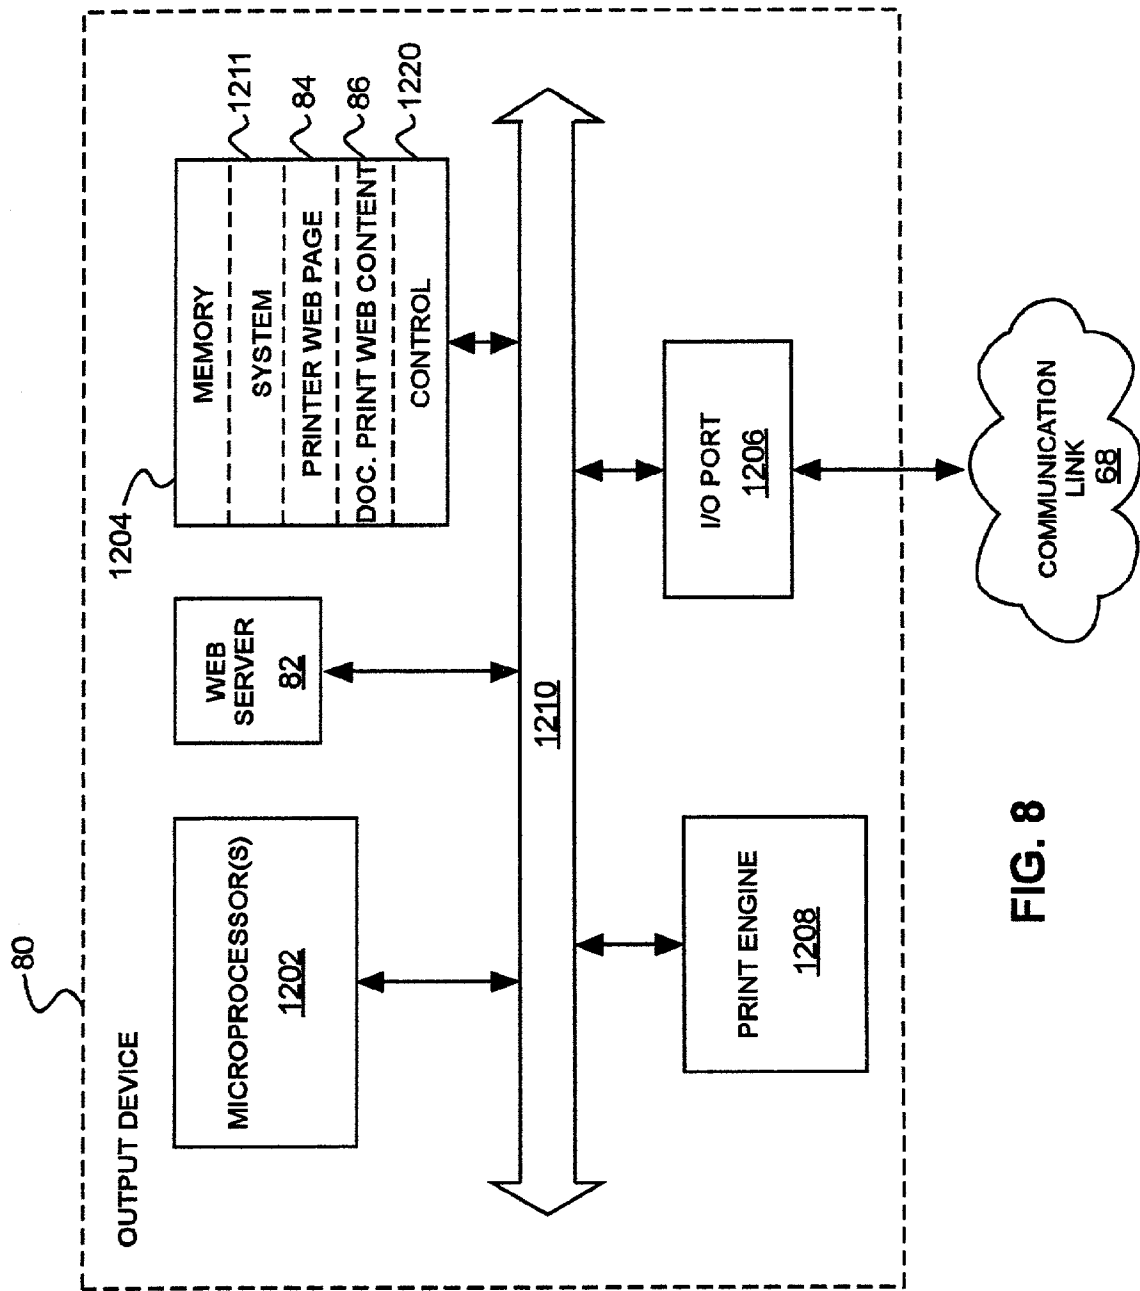 80
OUTPUT DEVICE
MICROPROCESSOR(S)
1202
WEB
SERVER
82
1204
MEMORY
SYSTEM
PRINTER WEB PAGE
DOC. PRINT WEB CONTENT
CONTROL
1211
84
86
1220
1210
PRINT ENGINE
1208
I/O PORT
1206
COMMUNICATION
LINK
68
FIG. 8